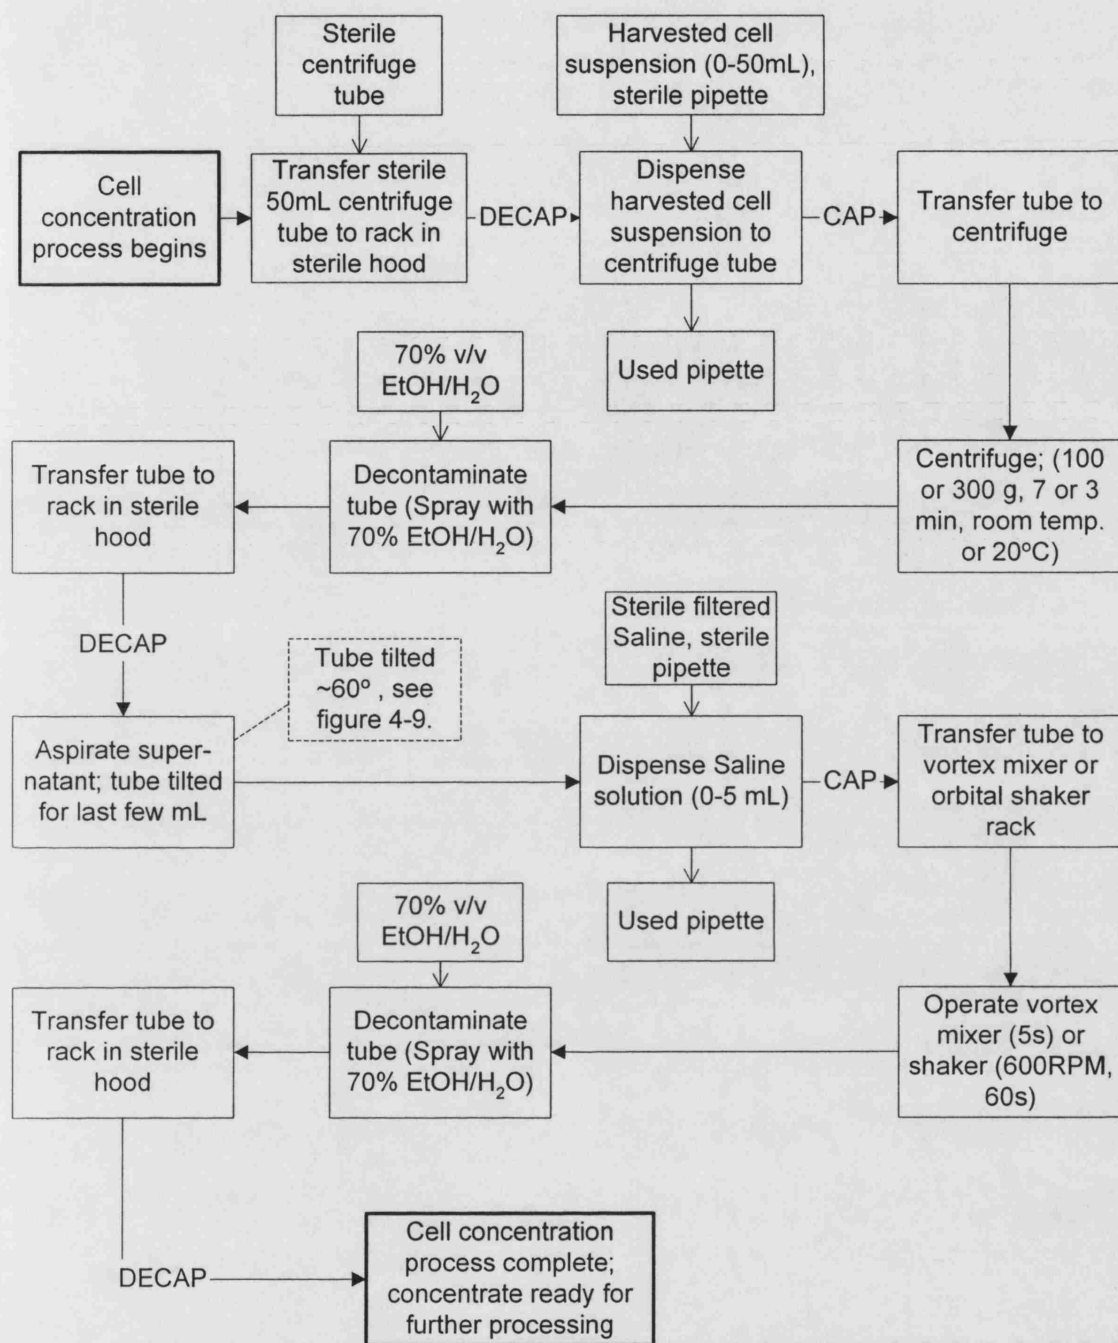 Sterile
centrifuge
tube
Harvested cell
suspension (0-50mL),
sterile pipette
Cell
concentration
process begins
Transfer sterile
50mL centrifuge
tube to rack in
sterile hood
DECAP
Dispense
harvested cell
suspension to
centrifuge tube
CAP
Transfer tube to
centrifuge
70% v/v
EtOH/H₂O
Used pipette
Transfer tube to
rack in sterile
hood
Decontaminate
tube (Spray with
70% EtOH/H₂O)
Centrifuge; (100
or 300 g, 7 or 3
min, room temp.
or 20ºC)
DECAP
Tube tilted
~60º , see
figure 4-9.
Sterile filtered
Saline, sterile
pipette
Aspirate super-
natant; tube tilted
for last few mL
Dispense Saline
solution (0-5 mL)
CAP
Transfer tube to
vortex mixer or
orbital shaker
rack
70% v/v
EtOH/H₂O
Used pipette
Transfer tube to
rack in sterile
hood
Decontaminate
tube (Spray with
70% EtOH/H₂O)
Operate vortex
mixer (5s) or
shaker (600RPM,
60s)
DECAP
Cell concentration
process complete;
concentrate ready for
further processing